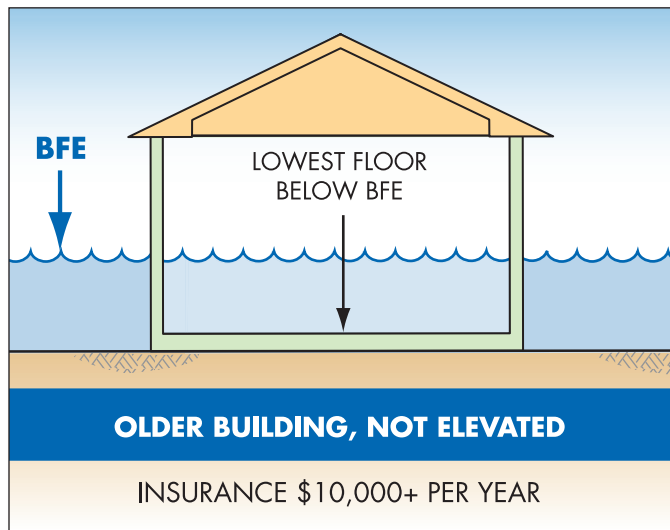 BFE
LOWEST FLOOR
BELOW BFE
OLDER BUILDING, NOT ELEVATED
INSURANCE $10,000+ PER YEAR